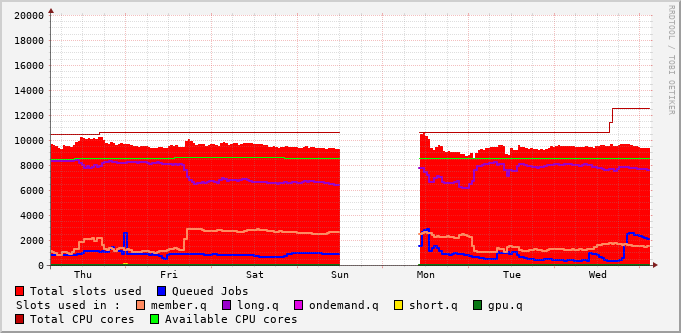 20000
18000
16000
14000
12000
10000
8000
6000
4000
2000
0
Thu Fri Sat Sun Mon Tue Wed
RRDTOOL / TOBI OETIKER
Total slots used Queued Jobs
Slots used in : member.q long.q ondemand.q short.q gpu.q
Total CPU cores Available CPU cores